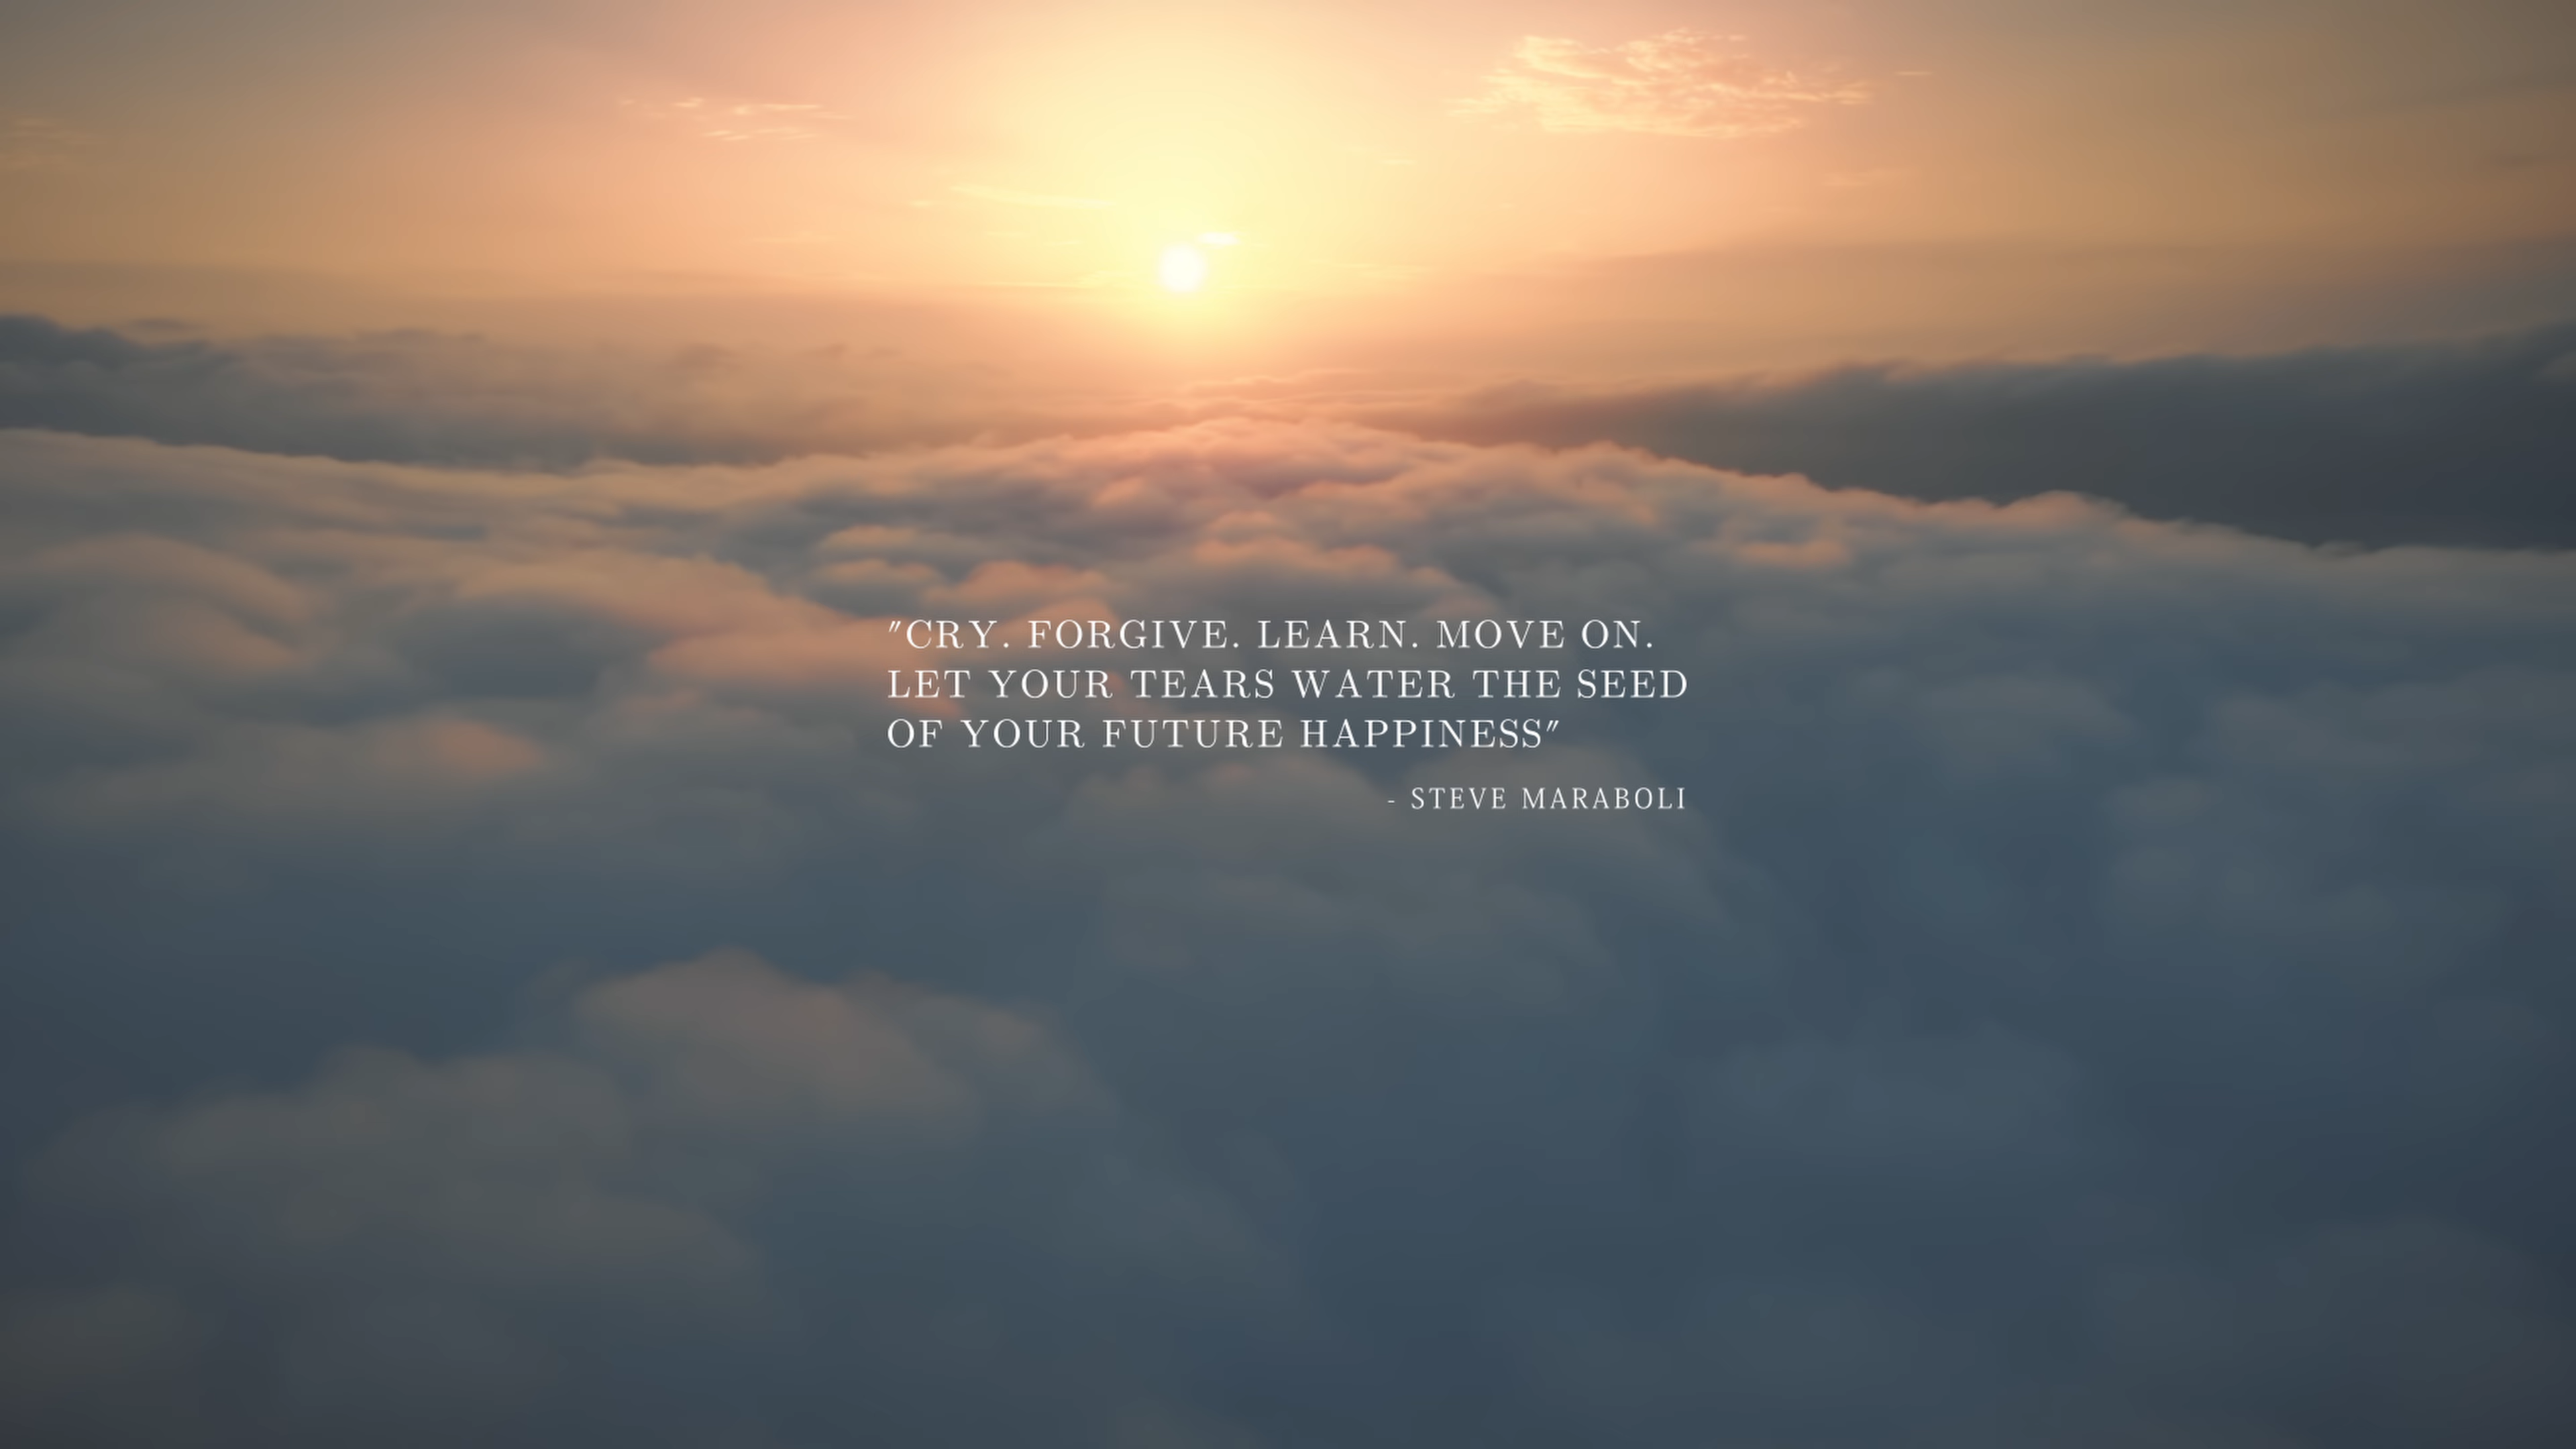 "CRY. FORGIVE. LEARN. MOVE ON.
LET YOUR TEARS WATER THE SEED
OF YOUR FUTURE HAPPINESS"
- STEVE MARABOLI